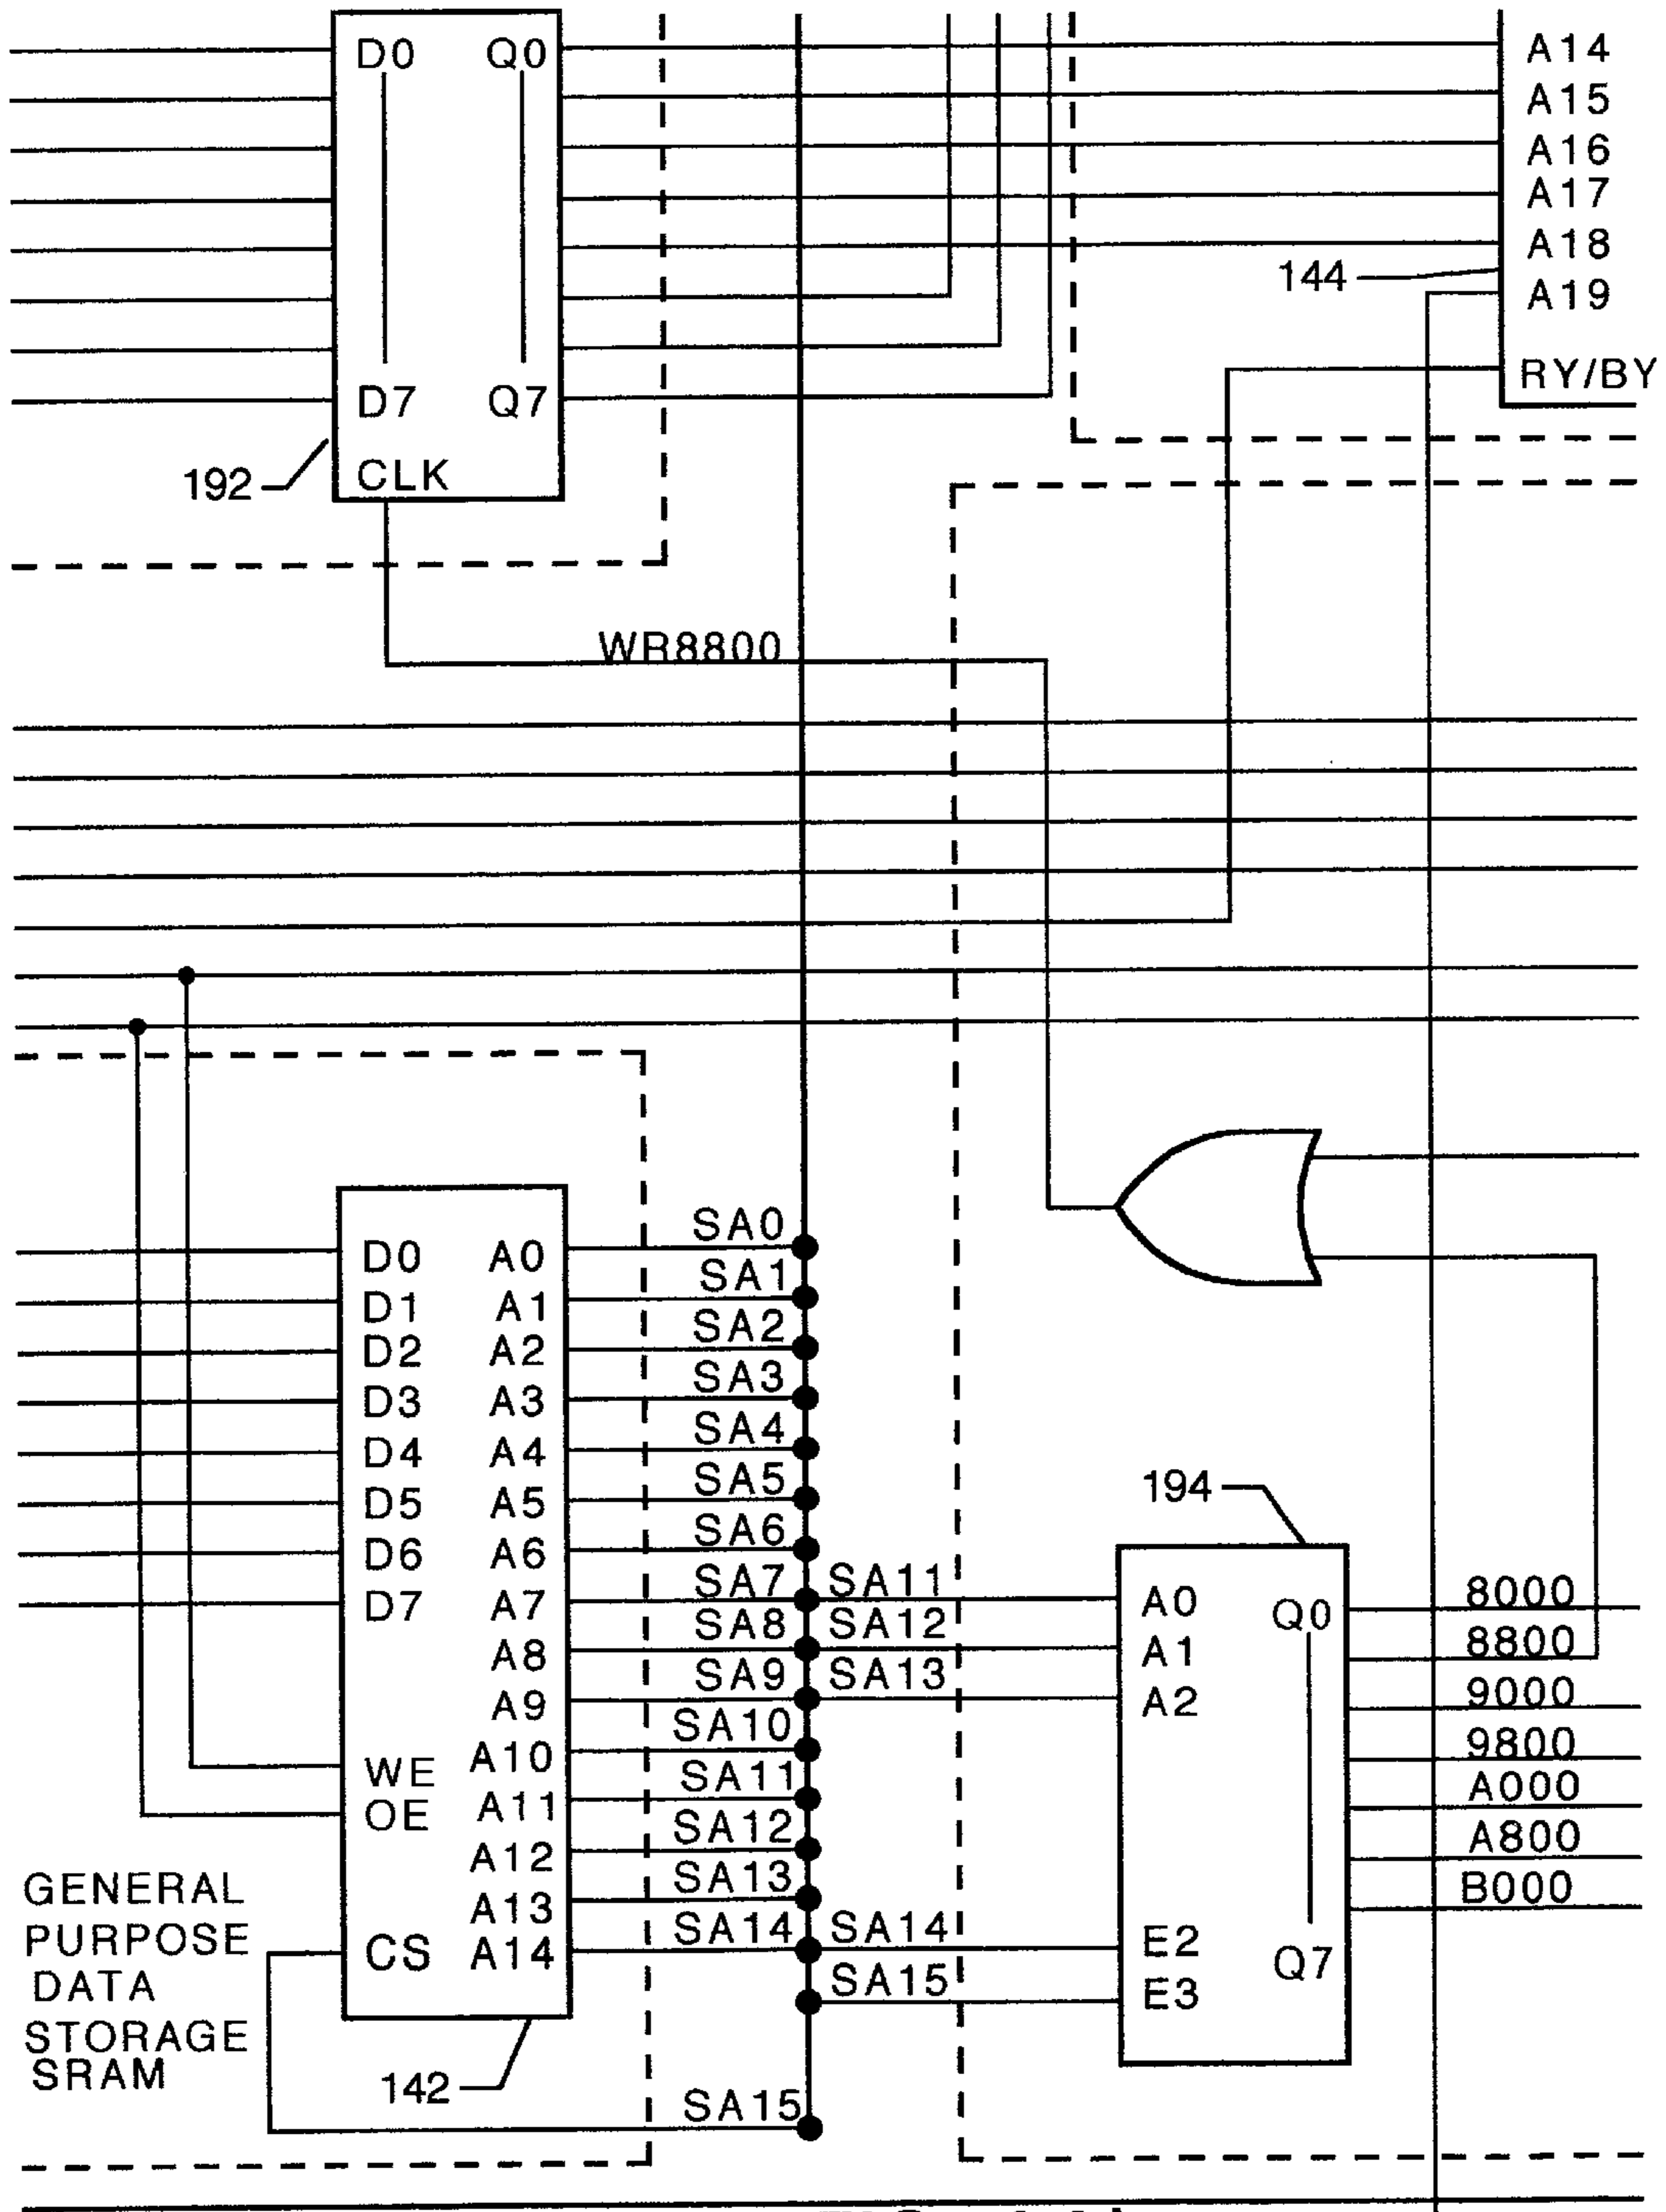 D0 Q0
D7 Q7
CLK
192
A14
A15
A16
A17
A18
144
A19
RY/BY
WR8800
D0 A0 SA0
D1 A1 SA1
D2 A2 SA2
D3 A3 SA3
D4 A4 SA4
D5 A5 SA5
D6 A6 SA6
D7 A7 SA7
A8 SA8
A9 SA9
WE A10 SA10
OE A11 SA11
A12 SA12
A13 SA13
CS A14 SA14
SA15
GENERAL
PURPOSE
DATA
STORAGE
SRAM
142
194
SA11 A0 Q0 8000
SA12 A1 8800
SA13 A2 9000
9800
A000
A800
B000
SA14 E2 Q7
SA15 E3